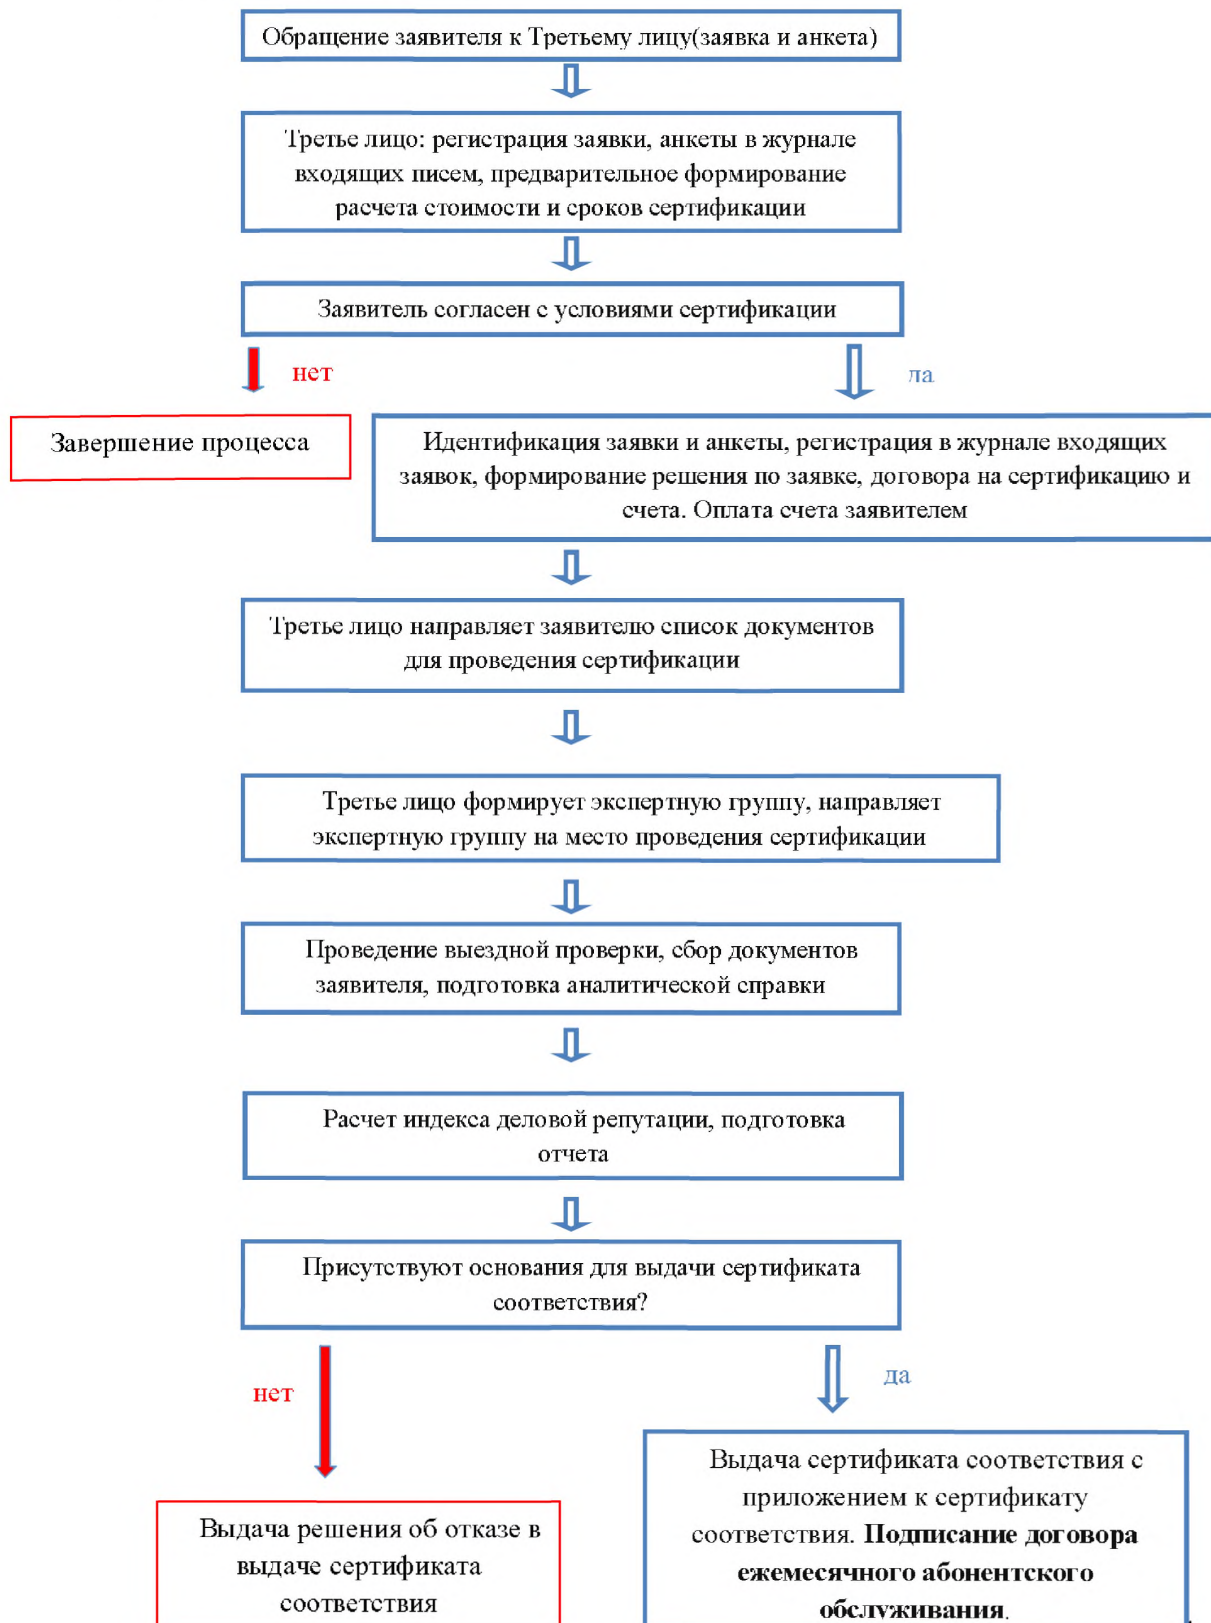 Обращение заявителя к Третьему лицу(заявка и анкета)
Третье лицо: регистрация заявки, анкеты в журнале
входящих писем, предварительное формирование
расчета стоимости и сроков сертификации
Заявитель согласен с условиями сертификации
нет
да
Завершение процесса
Идентификация заявки и анкеты, регистрация в журнале входящих
заявок, формирование решения по заявке, договора на сертификацию и
счета. Оплата счета заявителем
Третье лицо направляет заявителю список документов
для проведения сертификации
Третье лицо формирует экспертную группу, направляет
экспертную группу на место проведения сертификации
Проведение выездной проверки, сбор документов
заявителя, подготовка аналитической справки
Расчет индекса деловой репутации, подготовка
отчета
Присутствуют основания для выдачи сертификата
соответствия?
нет
да
Выдача решения об отказе в
выдаче сертификата
соответствия
Выдача сертификата соответствия с
приложением к сертификату
соответствия. Подписание договора
ежемесячного абонентского
обслуживания.